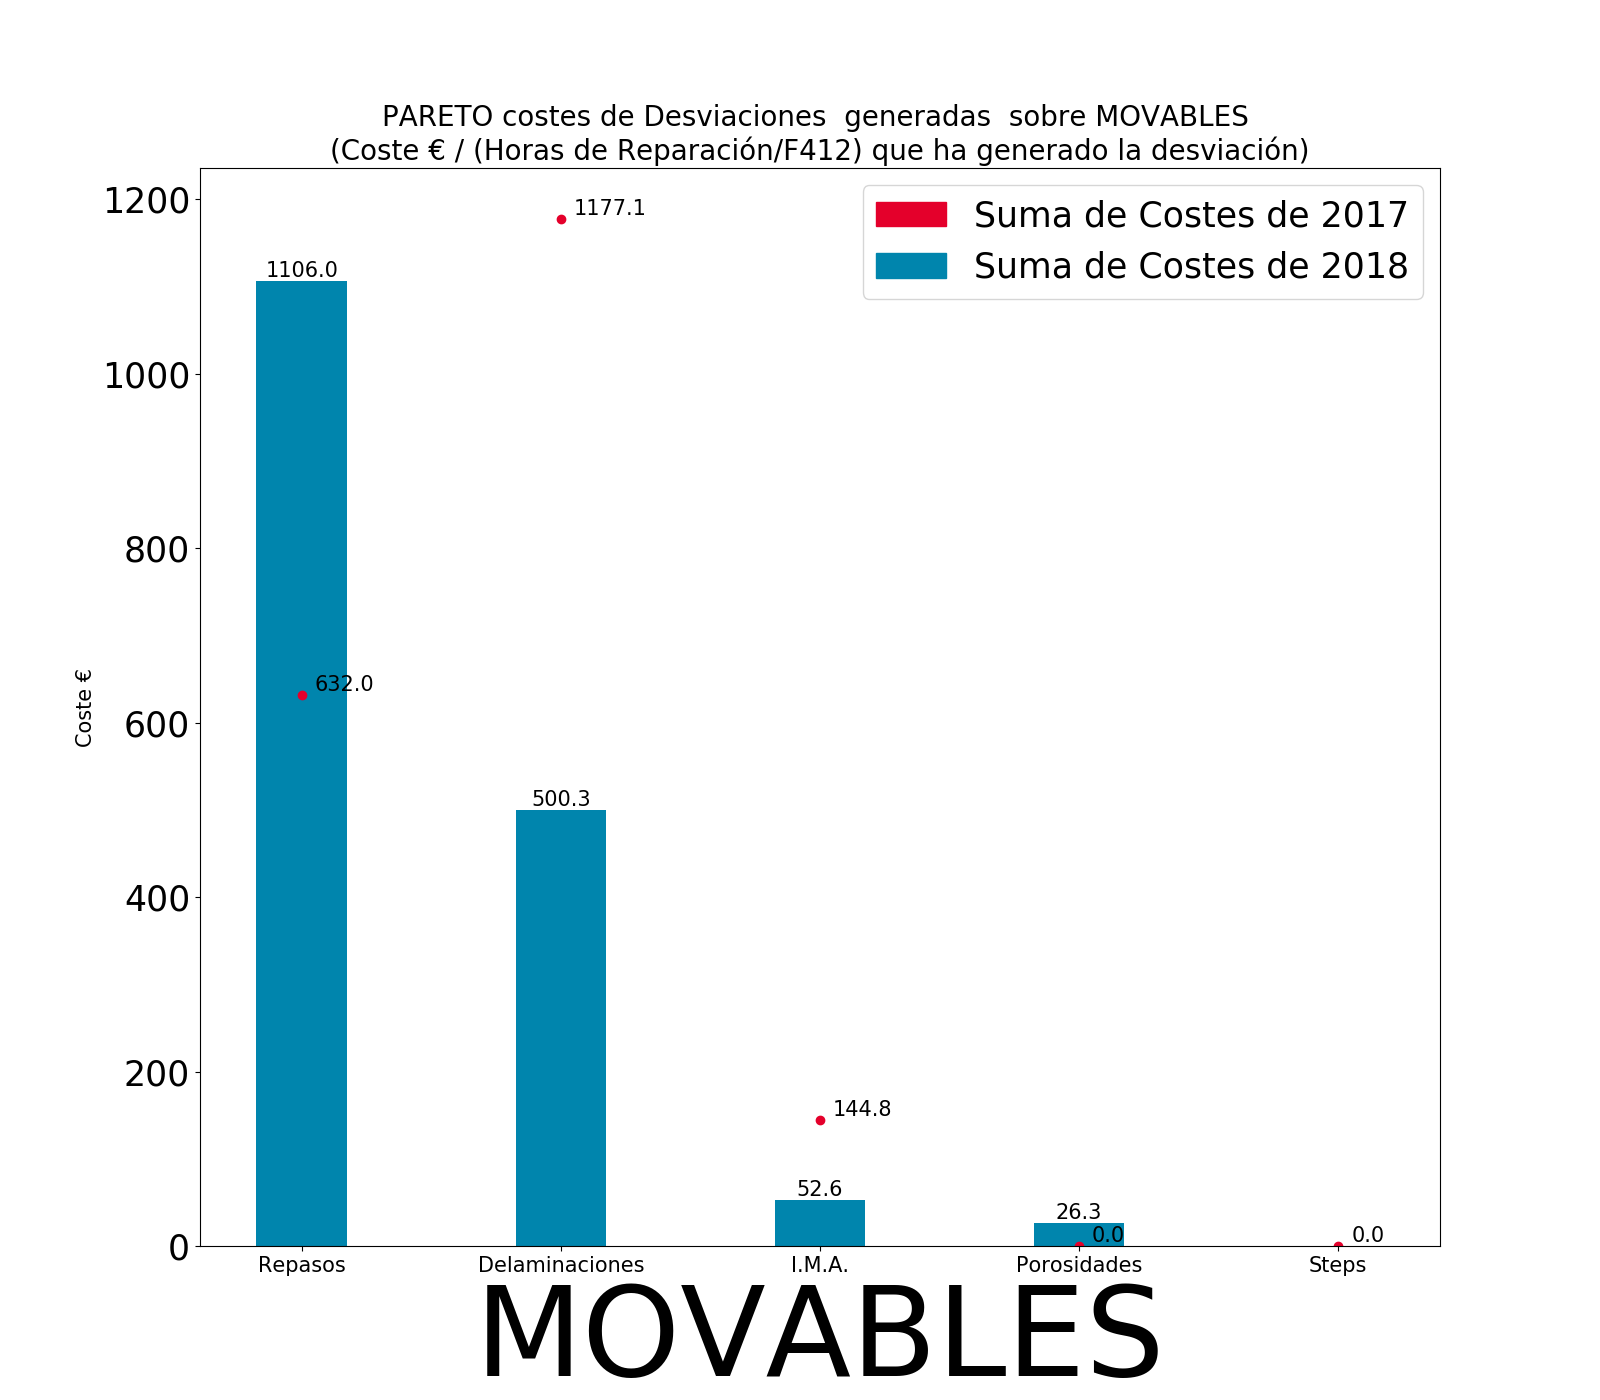 PARETO costes de Desviaciones  generadas  sobre MOVABLES
(Coste € / (Horas de Reparación/F412) que ha generado la desviación)
Suma de Costes de 2017
Suma de Costes de 2018
Coste €
1200
1000
800
600
400
200
0
1106.0
632.0
1177.1
500.3
144.8
52.6
26.3
0.0
0.0
Repasos
Delaminaciones
I.M.A.
Porosidades
Steps
MOVABLES